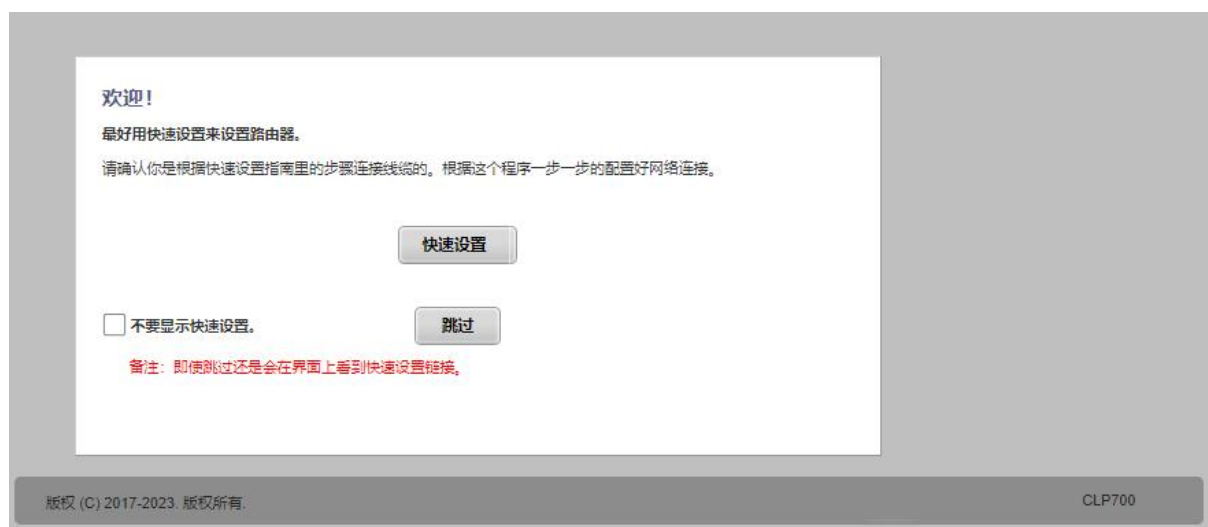 欢迎！
最好用快速设置来设置路由器。
请确认你是根据快速设置指南里的步骤连接线缆的。根据这个程序一步一步的配置好网络连接。
快速设置
不要显示快速设置。
跳过
备注：即使跳过还是会在界面上看到快速设置链接。
版权 (C) 2017-2023. 版权所有.
CLP700